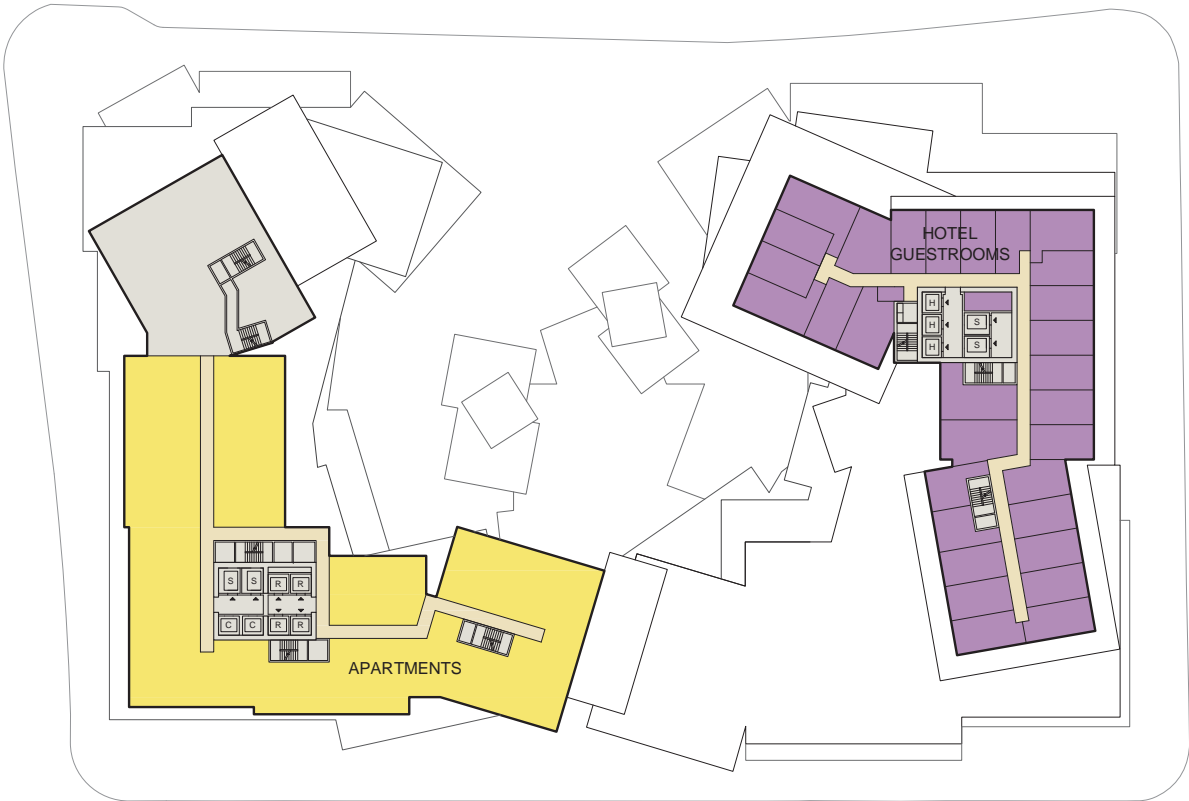 HOTEL
GUESTROOMS
H
S
H
H
S
S S R R
C C R R
APARTMENTS